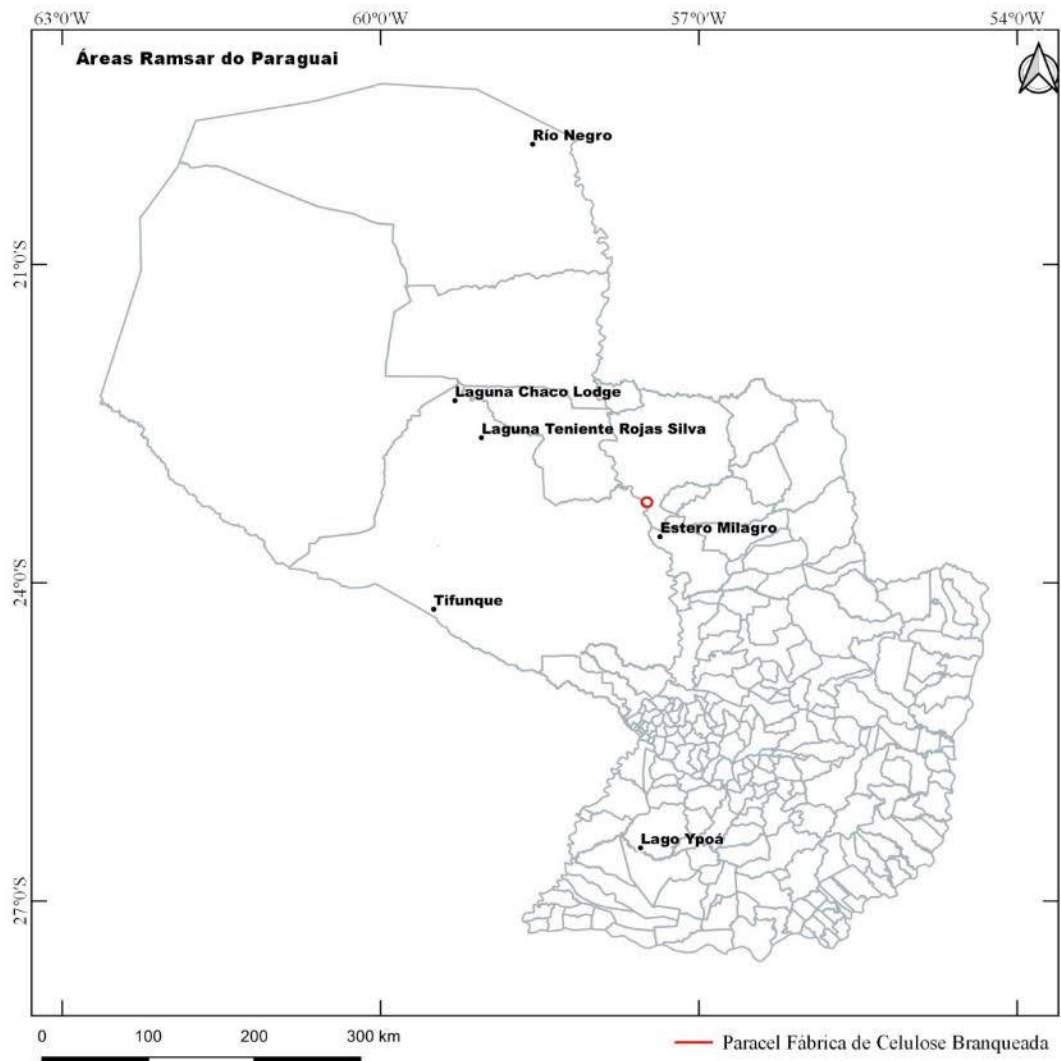 63°0'W 60°0'W 57°0'W 54°0'W
Áreas Ramsar do Paraguai
Río Negro
21°0'S
Laguna Chaco Lodge
Laguna Teniente Rojas Silva
Estero Milagro
24°0'S
Tifunque
Lago Ypoá
27°0'S
0 100 200 300 km
Paracel Fábrica de Celulose Branqueada